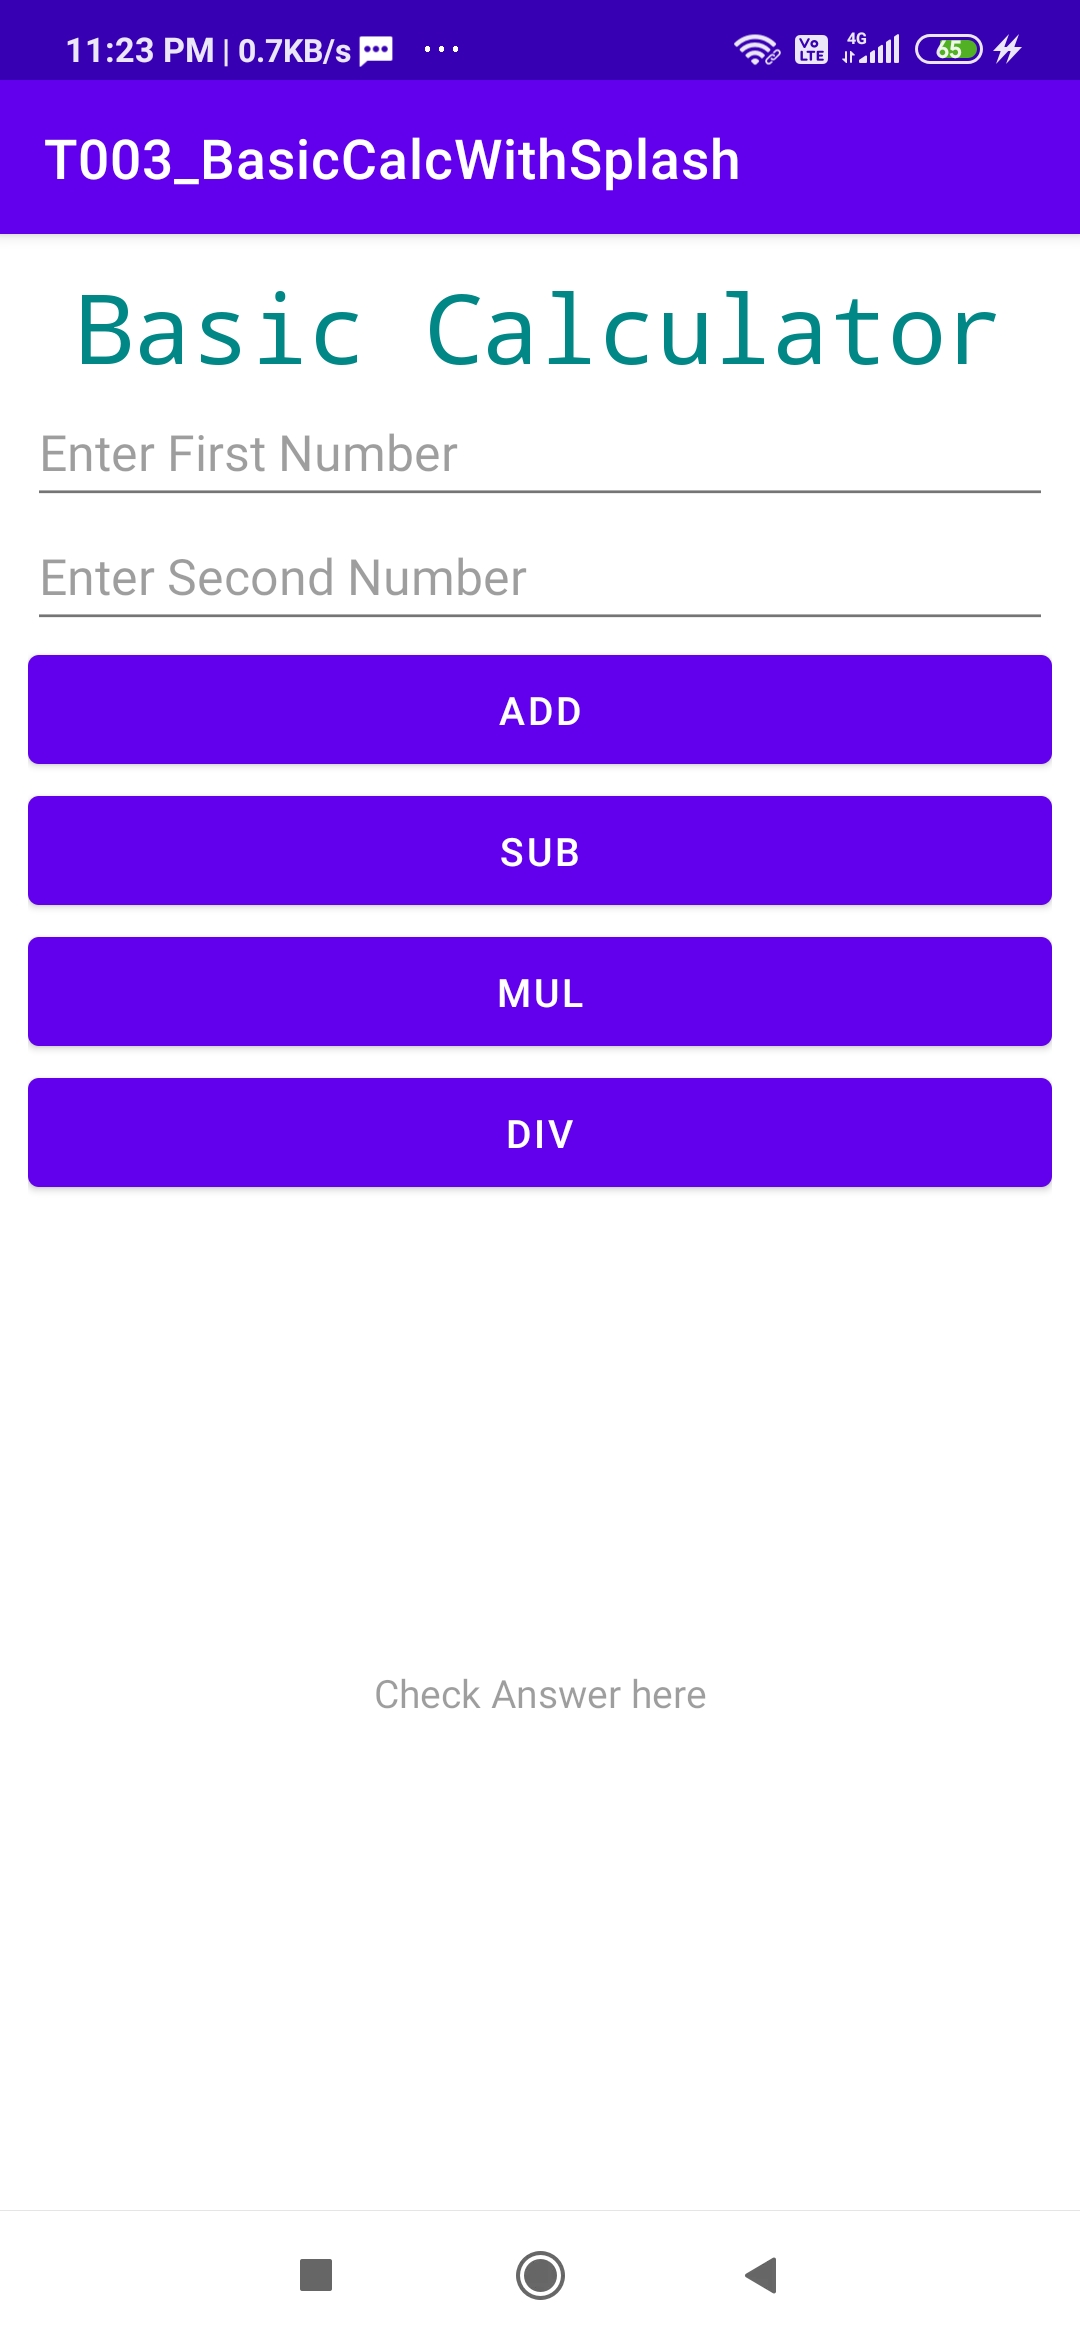 11:23 PM | 0.7KB/s ... Vo LTE 4G 65
T003_BasicCalcWithSplash
Basic Calculator
Enter First Number
Enter Second Number
ADD
SUB
MUL
DIV
Check Answer here